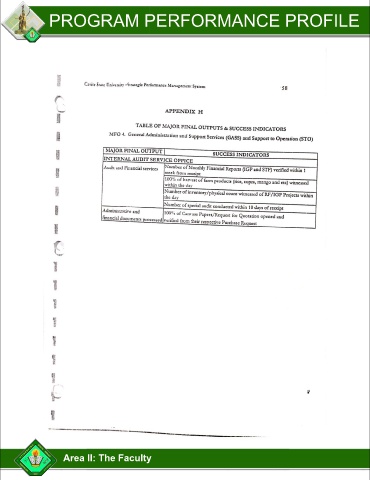 PROGRAM PERFORMANCE PROFILE
Cavite State University -Strategic Performance Management System 58
APPENDIX H
TABLE OF MAJOR FINAL OUTPUTS & SUCCESS INDICATORS
MFO 4. General Administration and Support Services (GASS) and Support to Operation (STO)
MAJOR FINAL OUTPUT SUCCESS INDICATORS
INTERNAL AUDIT SERVICE OFFICE
Audit and Financial services Number of Monthly Financial Reports (IGP and STF) verified within 1
week from receipt
100% of harvest of farm products (rice, copra, mango and etc) witnessed
within the day
Number of inventory/physical count witnessed of RF/IGP Projects within
the day
Number of special audit conducted within 10 days of receipt
Administrative and 100% of Canvass Papers/Request for Quotation opened and
financial documents processed verified from their respective Purchase Request
Area II: The Faculty